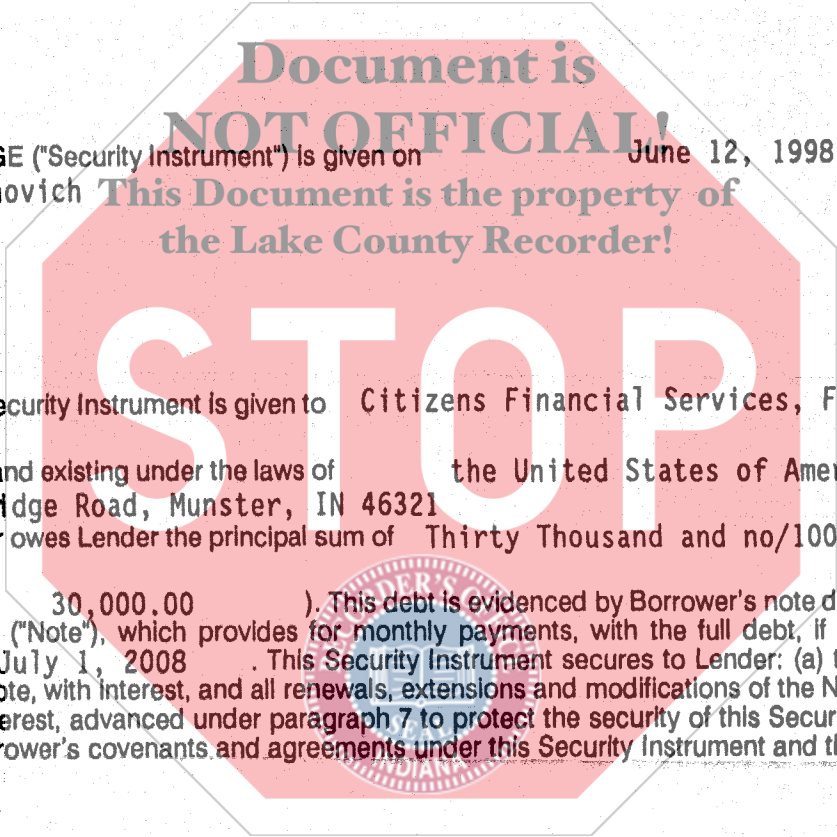 Document is
NOT OFFICIAL!
GE ("Security Instrument") is given on June 12, 1998
ovich This Document is the property of
the Lake County Recorder!
STOP
ecurity Instrument is given to Citizens Financial Services, F
and existing under the laws of the United States of Amer
idge Road, Munster, IN 46321
owes Lender the principal sum of Thirty Thousand and no/100
30,000.00 ). This debt is evidenced by Borrower's note d
("Note"), which provides for monthly payments, with the full debt, if
July 1, 2008 . This Security Instrument secures to Lender: (a) t
ote, with interest, and all renewals, extensions and modifications of the N
erest, advanced under paragraph 7 to protect the security of this Secur
rower's covenants and agreements under this Security Instrument and th
SEAL
INDIANA